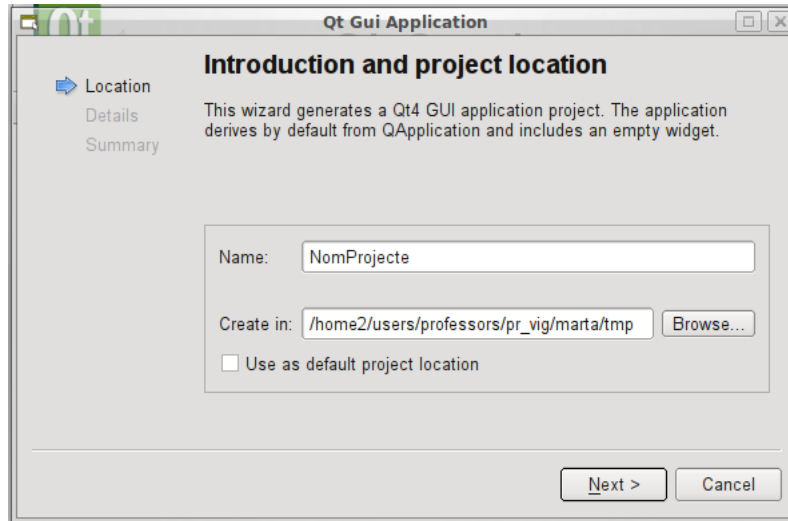 Qt Gui Application
Qt
Introduction and project location
Location
Details
Summary
This wizard generates a Qt4 GUI application project. The application
derives by default from QApplication and includes an empty widget.
Name: NomProjecte
Create in: /home2/users/professors/pr_vig/marta/tmp Browse...
Use as default project location
Next > Cancel